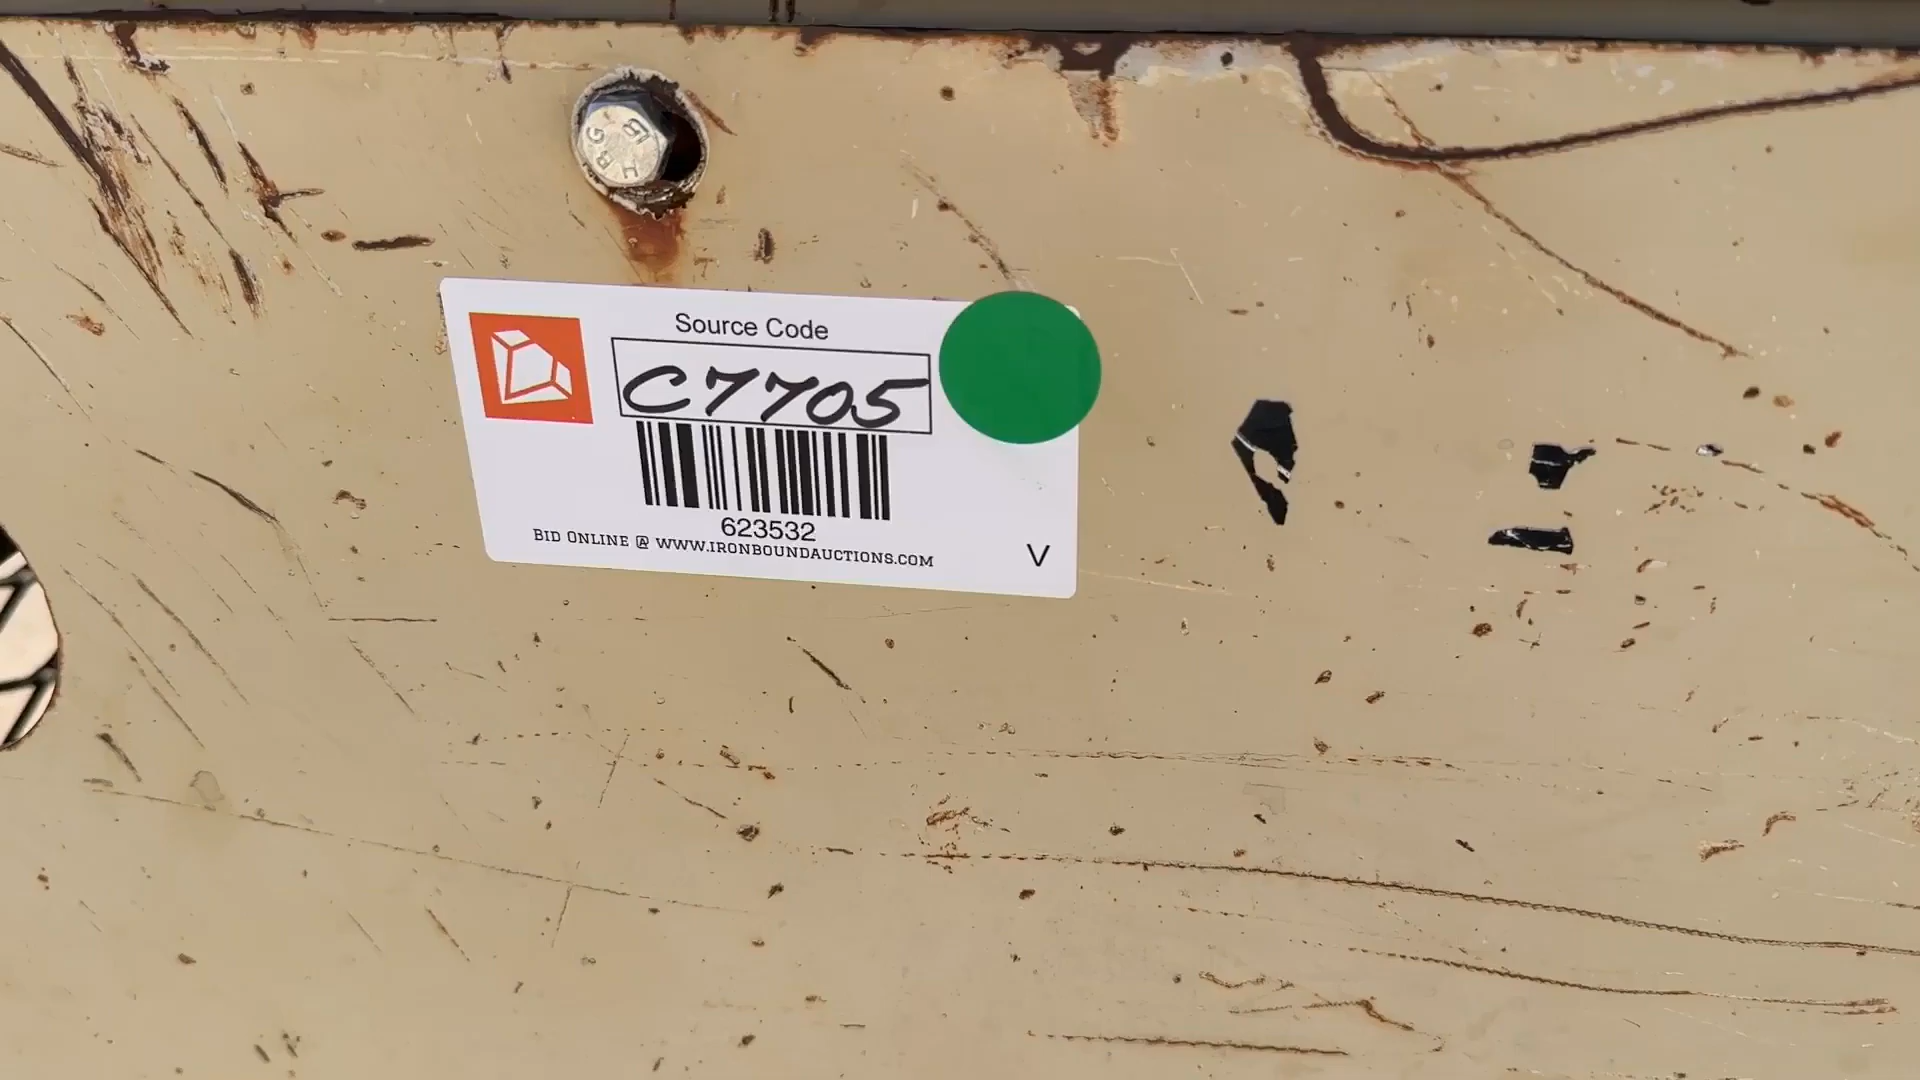 Source Code
C7705
623532
BID ONLINE @ WWW.IRONBOUNDAUCTIONS.COM
V